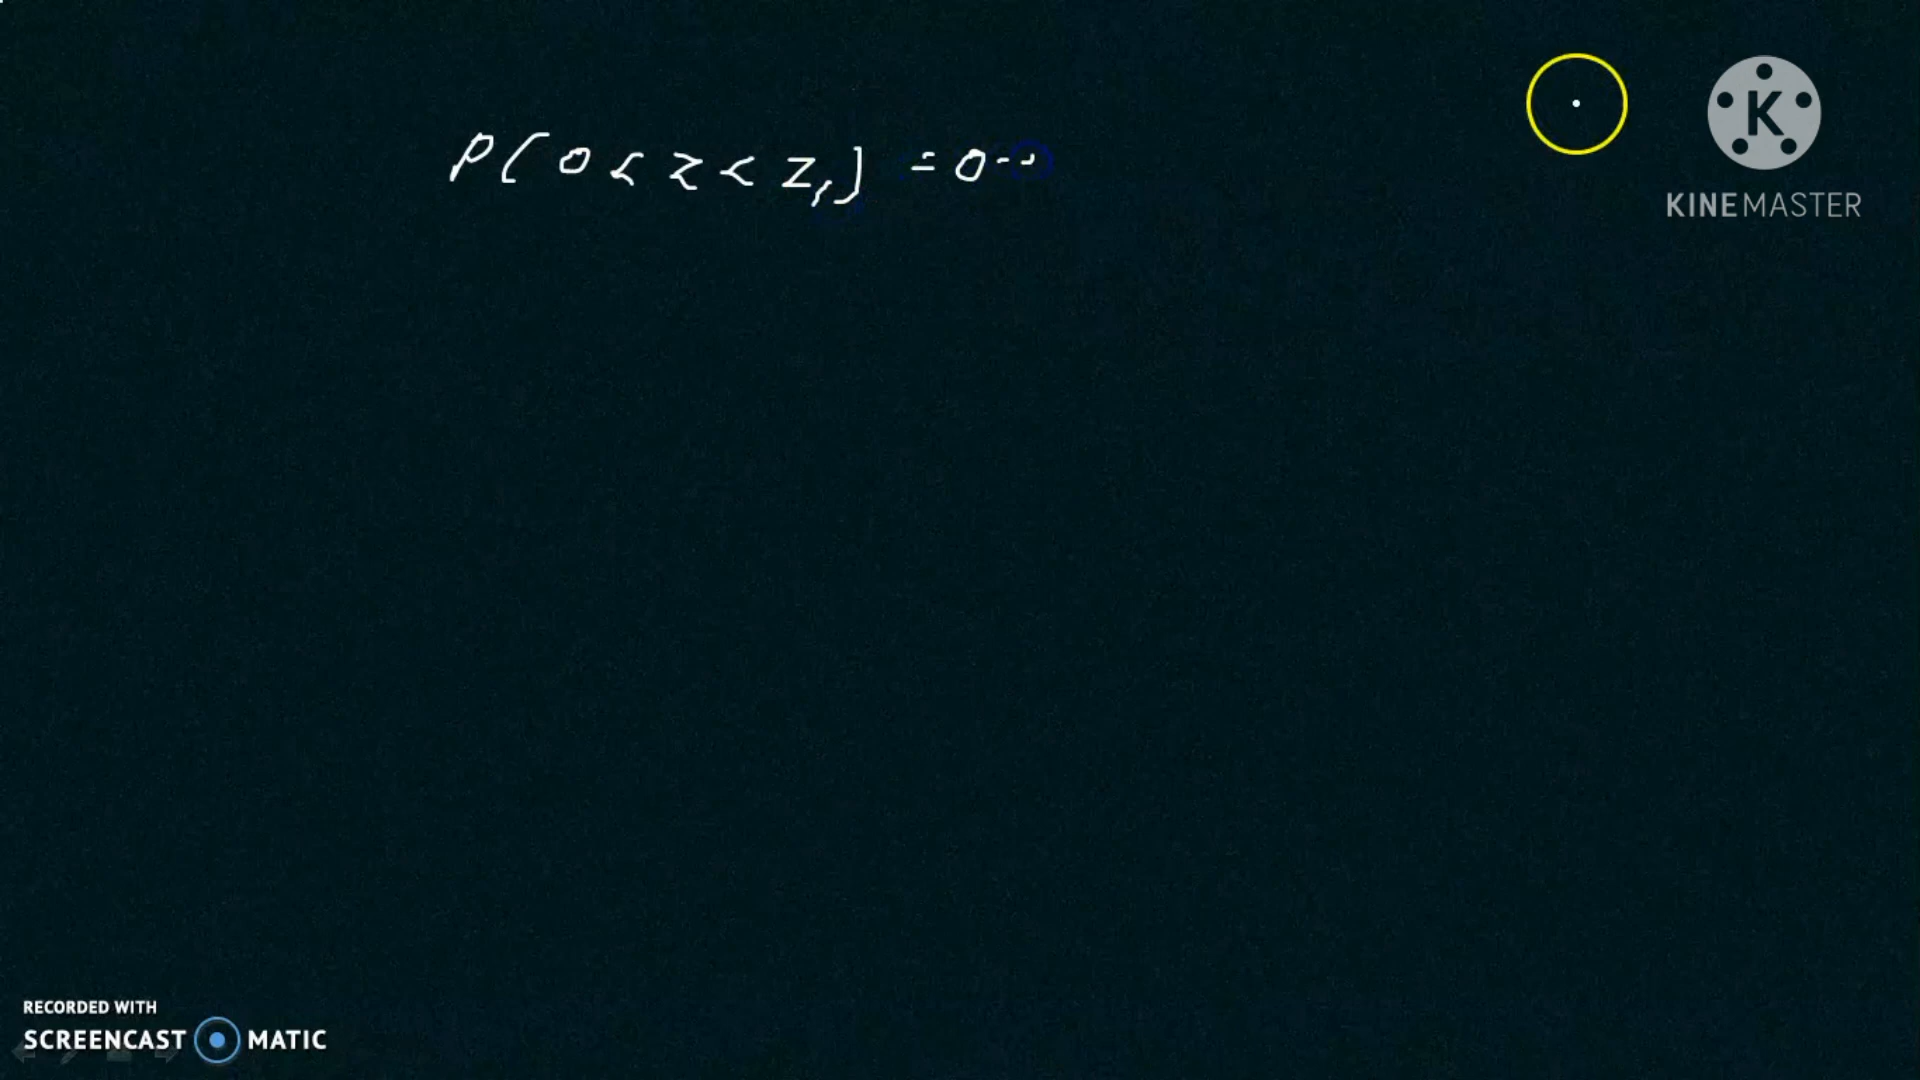 P(0 < z < z₁) = 0
K
KINEMASTER
RECORDED WITH
SCREENCAST MATIC